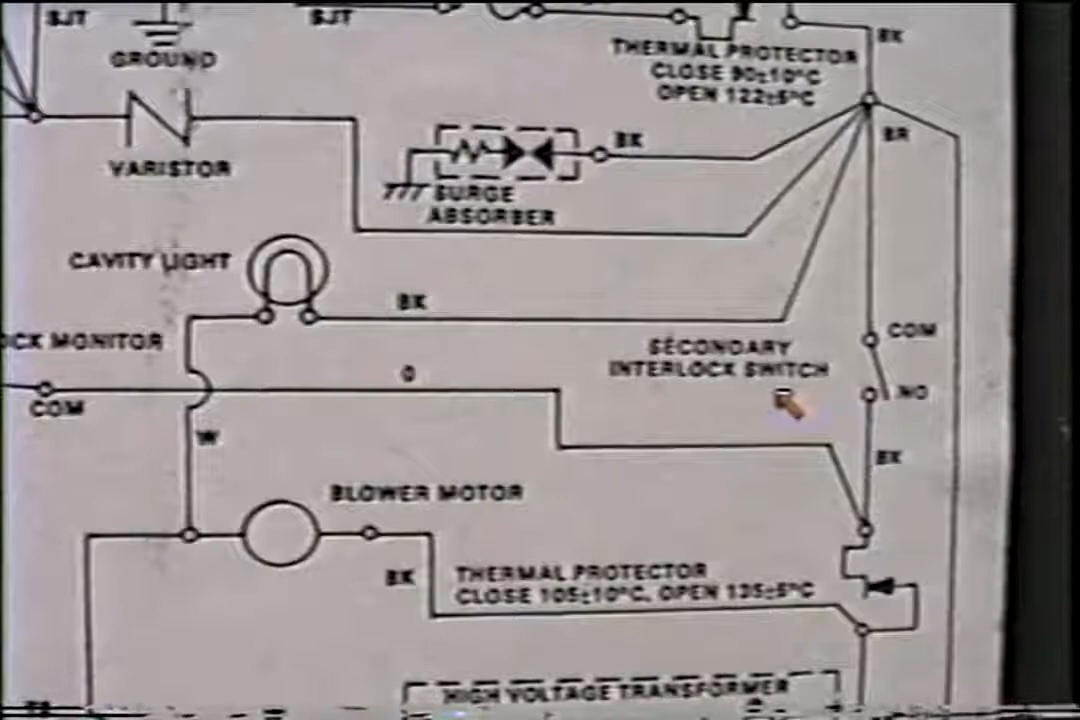 SJT
SJT
BK
GROUND
THERMAL PROTECTOR
CLOSE 90±10°C
OPEN 122±5°C
BK
BR
VARISTOR
SURGE
ABSORBER
CAVITY LIGHT
BK
COM
OCK MONITOR
SECONDARY
INTERLOCK SWITCH
O
NO
COM
W
BK
BLOWER MOTOR
BK
THERMAL PROTECTOR
CLOSE 105±10°C, OPEN 135±5°C
HIGH VOLTAGE TRANSFORMER